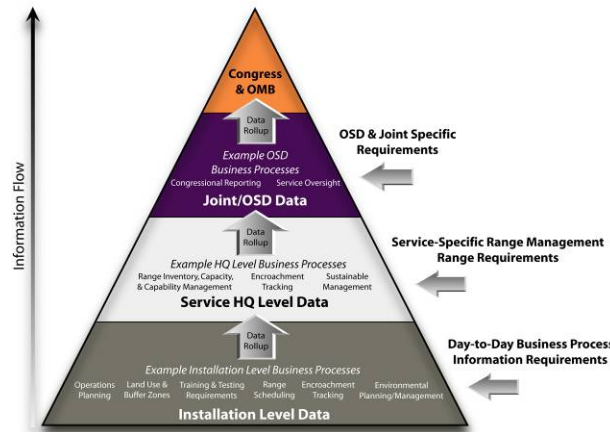 Congress
& OMB
Data
Rollup
Example OSD
Business Processes
Congressional Reporting Service Oversight
Joint/OSD Data
OSD & Joint Specific
Requirements
Data
Rollup
Example HQ Level Business Processes
Range Inventory, Capacity,
& Capability Management
Encroachment
Tracking
Sustainable
Management
Service HQ Level Data
Service-Specific Range Management
Range Requirements
Data
Rollup
Example Installation Level Business Processes
Operations
Planning
Land Use &
Buffer Zones
Training & Testing
Requirements
Range
Scheduling
Encroachment
Tracking
Environmental
Planning/Management
Installation Level Data
Day-to-Day Business Process
Information Requirements
Information Flow